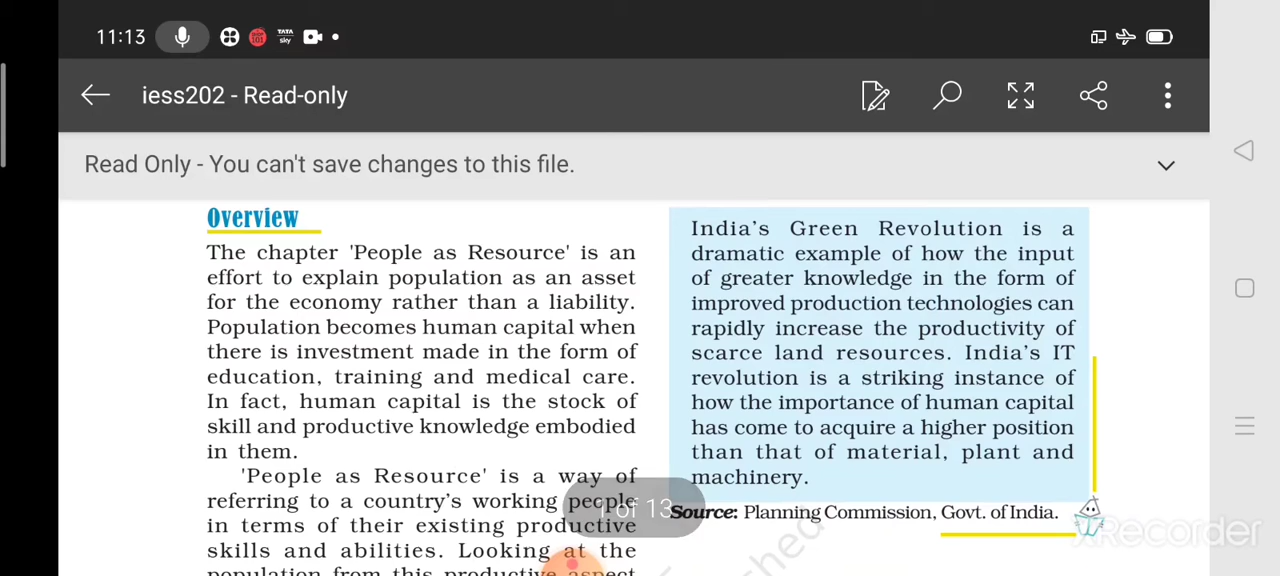 11:13
TATA
sky
iess202 - Read-only
Read Only - You can't save changes to this file.
Overview
The chapter 'People as Resource' is an
effort to explain population as an asset
for the economy rather than a liability.
Population becomes human capital when
there is investment made in the form of
education, training and medical care.
In fact, human capital is the stock of
skill and productive knowledge embodied
in them.
'People as Resource' is a way of
referring to a country's working people
in terms of their existing productive
skills and abilities. Looking at the
population from this productive aspect
India's Green Revolution is a
dramatic example of how the input
of greater knowledge in the form of
improved production technologies can
rapidly increase the productivity of
scarce land resources. India's IT
revolution is a striking instance of
how the importance of human capital
has come to acquire a higher position
than that of material, plant and
machinery.
Source: Planning Commission, Govt. of India.
1 of 13
XRecorder